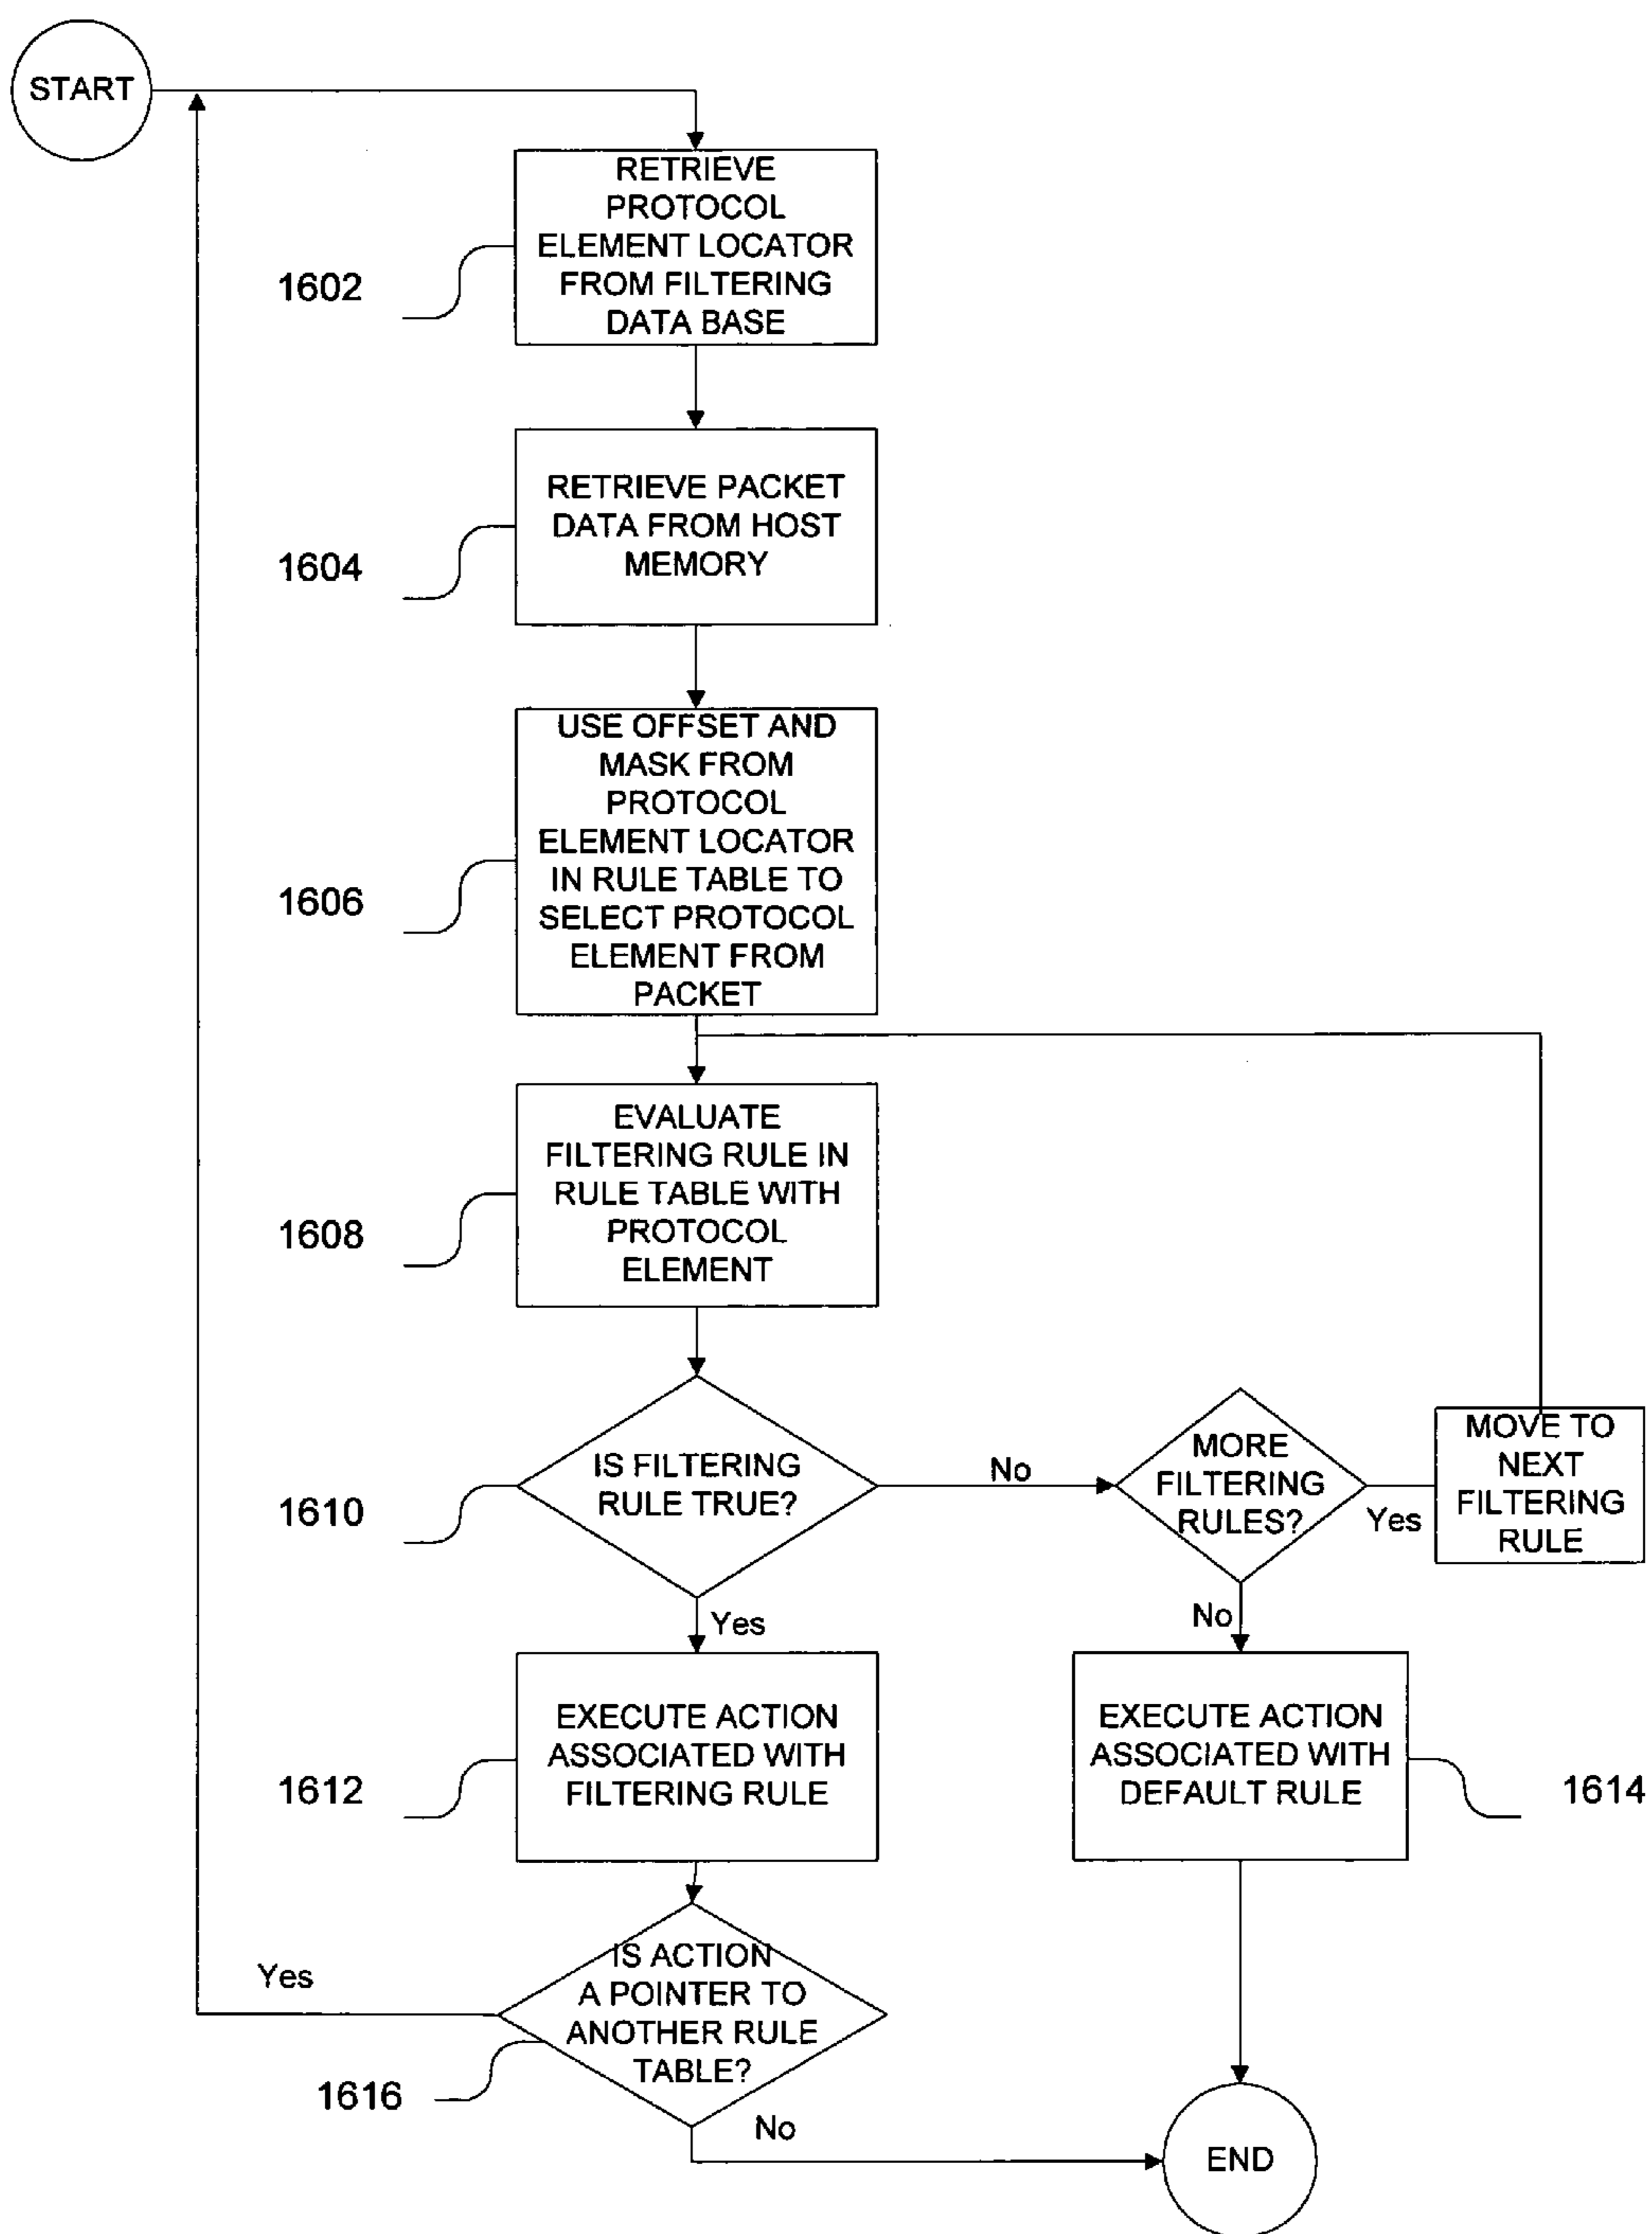 START
RETRIEVE
PROTOCOL
ELEMENT LOCATOR
FROM FILTERING
DATA BASE
1602
RETRIEVE PACKET
DATA FROM HOST
MEMORY
1604
USE OFFSET AND
MASK FROM
PROTOCOL
ELEMENT LOCATOR
IN RULE TABLE TO
SELECT PROTOCOL
ELEMENT FROM
PACKET
1606
EVALUATE
FILTERING RULE IN
RULE TABLE WITH
PROTOCOL
ELEMENT
1608
IS FILTERING
RULE TRUE?
1610
No
MORE
FILTERING
RULES?
Yes
MOVE TO
NEXT
FILTERING
RULE
Yes
No
EXECUTE ACTION
ASSOCIATED WITH
FILTERING RULE
1612
EXECUTE ACTION
ASSOCIATED WITH
DEFAULT RULE
1614
IS ACTION
A POINTER TO
ANOTHER RULE
TABLE?
Yes
1616
No
END